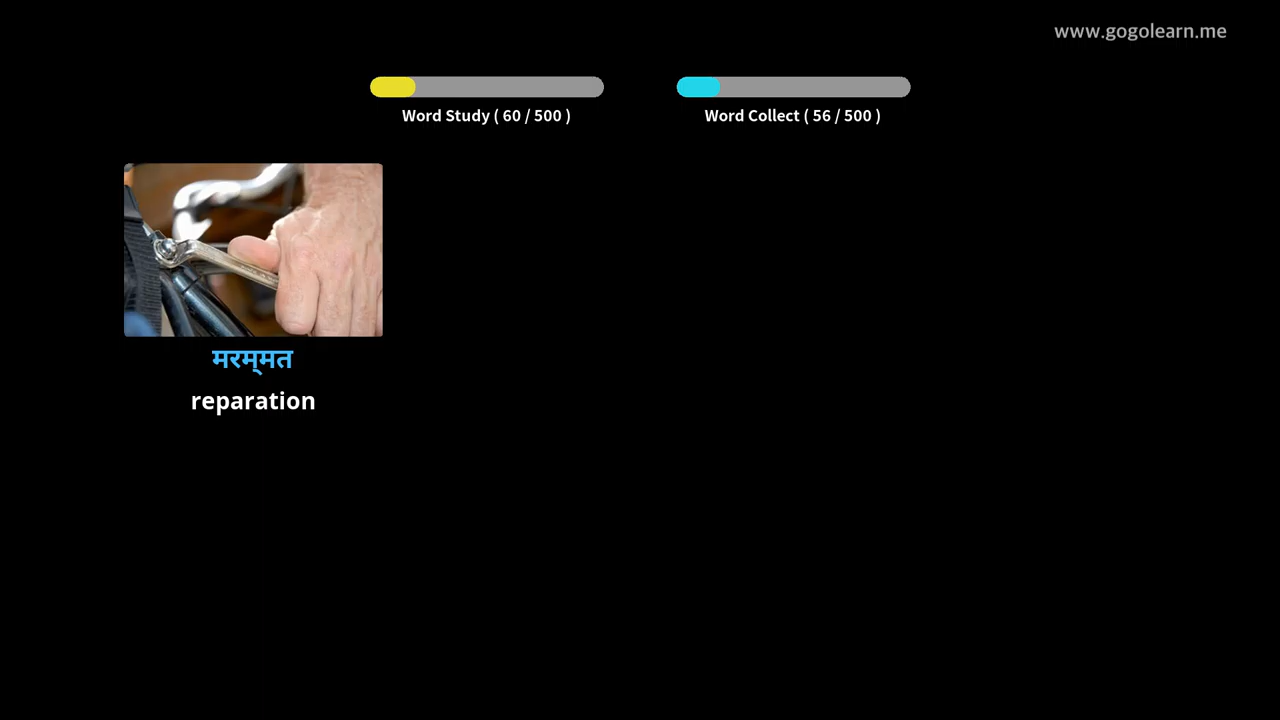 www.gogolearn.me
Word Study ( 60 / 500 )
Word Collect ( 56 / 500 )
मरम्मत
reparation